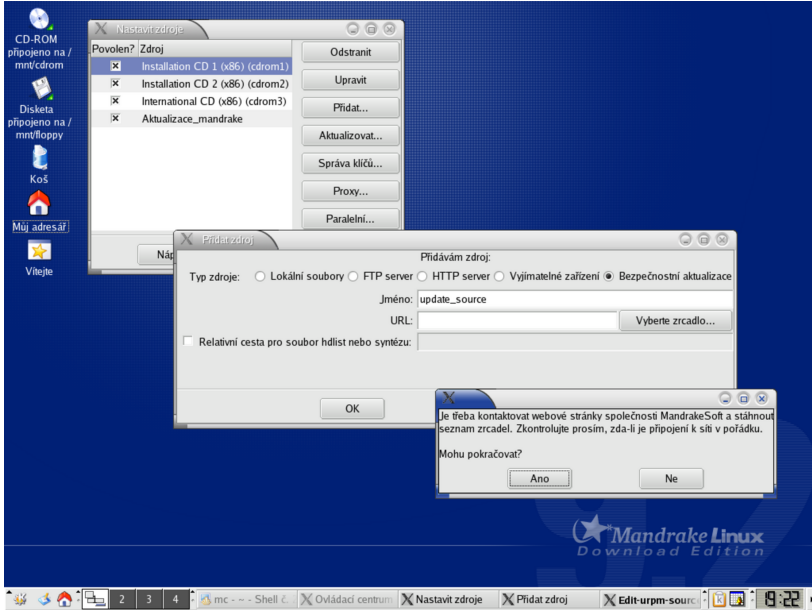 CD-ROM
připojeno na /
mnt/cdrom
Disketa
připojeno na /
mnt/floppy
Koš
Můj adresář
Vítejte
Nastavit zdroje
Povolen? Zdroj
Installation CD 1 (x86) (cdrom1)
Installation CD 2 (x86) (cdrom2)
International CD (x86) (cdrom3)
Aktualizace_mandrake
Odstranit
Upravit
Přidat...
Aktualizovat...
Správa klíčů...
Proxy...
Paralelní...
Přidat zdroj
Přidávám zdroj:
Typ zdroje: Lokální soubory FTP server HTTP server Vyjímatelné zařízení Bezpečnostní aktualizace
Jméno: update_source
URL: Vyberte zrcadlo...
Relativní cesta pro soubor hdlist nebo syntézu:
OK
Je třeba kontaktovat webové stránky společnosti MandrakeSoft a stáhnout
seznam zrcadel. Zkontrolujte prosím, zda-li je připojení k síti v pořádku.
Mohu pokračovat?
Ano Ne
9.2
Mandrake Linux
Download Edition
2 3 4 mc - ~ - Shell č. Ovládací centrum Nastavit zdroje Přidat zdroj Edit-urpm-sourc 19:22